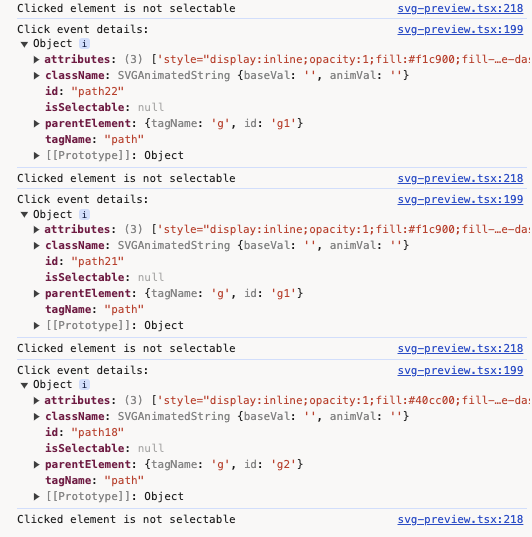 Clicked element is not selectable svg-preview.tsx:218
Click event details: svg-preview.tsx:199
▼ Object i
▶ attributes: (3) ['style="display:inline;opacity:1;fill:#f1c900;fill-…e-das
▶ className: SVGAnimatedString {baseVal: '', animVal: ''}
id: "path22"
isSelectable: null
▶ parentElement: {tagName: 'g', id: 'g1'}
tagName: "path"
▶ [[Prototype]]: Object
Clicked element is not selectable svg-preview.tsx:218
Click event details: svg-preview.tsx:199
▼ Object i
▶ attributes: (3) ['style="display:inline;opacity:1;fill:#f1c900;fill-…e-das
▶ className: SVGAnimatedString {baseVal: '', animVal: ''}
id: "path21"
isSelectable: null
▶ parentElement: {tagName: 'g', id: 'g1'}
tagName: "path"
▶ [[Prototype]]: Object
Clicked element is not selectable svg-preview.tsx:218
Click event details: svg-preview.tsx:199
▼ Object i
▶ attributes: (3) ['style="display:inline;opacity:1;fill:#40cc00;fill-…e-das
▶ className: SVGAnimatedString {baseVal: '', animVal: ''}
id: "path18"
isSelectable: null
▶ parentElement: {tagName: 'g', id: 'g2'}
tagName: "path"
▶ [[Prototype]]: Object
Clicked element is not selectable svg-preview.tsx:218